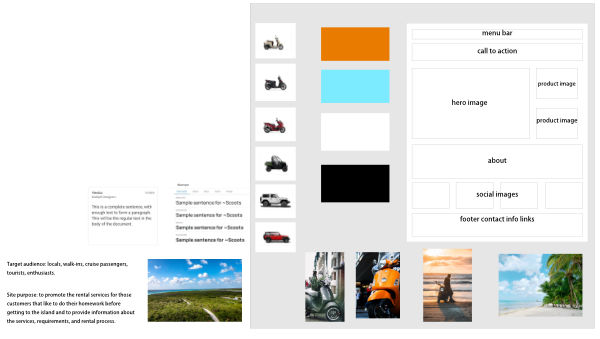 menu bar
call to action
hero image
product image
product image
about
social images
footer contact info links
This is a complete sentence, with
enough text to form a paragraph.
This will be the regular text in the
body of the document.
Sample sentence for ~Scoots
Sample sentence for ~Scoots
Sample sentence for ~Scoots
Sample sentence for ~Scoots
Target audience: locals, walk-ins, cruise passengers,
tourists, enthusiasts.
Site purpose: to promote the rental services for those
customers that like to do their homework before
getting to the island and to provide information about
the services, requirements, and rental process.